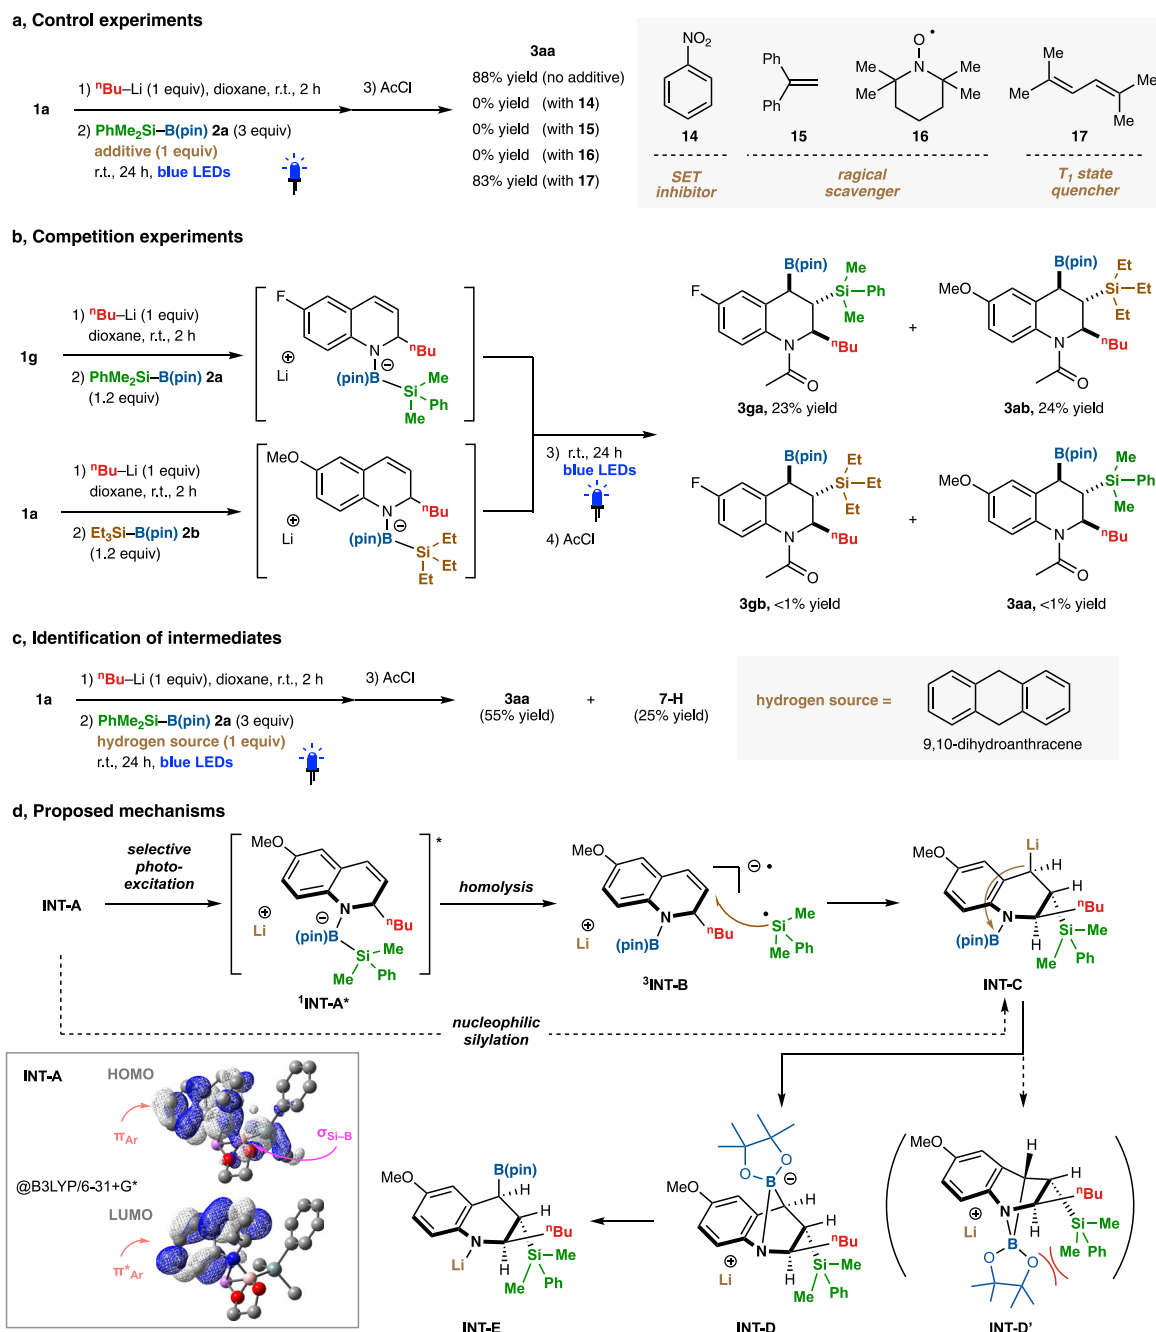 a, Control experiments
1a
1) ⁿBu–Li (1 equiv), dioxane, r.t., 2 h
3) AcCl
2) PhMe₂Si–B(pin) 2a (3 equiv)
additive (1 equiv)
r.t., 24 h, blue LEDs
3aa
88% yield (no additive)
0% yield (with 14)
0% yield (with 15)
0% yield (with 16)
83% yield (with 17)
NO₂
14
SET
inhibitor
Ph
Ph
15
O •
N
Me
Me
Me
Me
16
ragical
scavenger
Me
Me
Me
Me
17
T₁ state
quencher
b, Competition experiments
1g
1) ⁿBu–Li (1 equiv)
dioxane, r.t., 2 h
2) PhMe₂Si–B(pin) 2a
(1.2 equiv)
F
N
ⁿBu
⊕
Li
(pin)B
⊖
Si
Me
Ph
Me
1a
1) ⁿBu–Li (1 equiv)
dioxane, r.t., 2 h
2) Et₃Si–B(pin) 2b
(1.2 equiv)
MeO
N
ⁿBu
⊕
Li
(pin)B
⊖
Si
Et
Et
Et
3) r.t., 24 h
blue LEDs
4) AcCl
B(pin)
F
Me
Si–Ph
Me
N
ⁿBu
O
3ga, 23% yield
+
B(pin)
MeO
Et
Si
Et
Et
N
ⁿBu
O
3ab, 24% yield
B(pin)
F
Et
Si
Et
Et
N
ⁿBu
O
3gb, <1% yield
+
B(pin)
MeO
Me
Si–Ph
Me
N
ⁿBu
O
3aa, <1% yield
c, Identification of intermediates
1a
1) ⁿBu–Li (1 equiv), dioxane, r.t., 2 h
3) AcCl
2) PhMe₂Si–B(pin) 2a (3 equiv)
hydrogen source (1 equiv)
r.t., 24 h, blue LEDs
3aa
(55% yield)
+
7-H
(25% yield)
hydrogen source =
9,10-dihydroanthracene
d, Proposed mechanisms
INT-A
selective
photo-
excitation
*
MeO
⊕
Li
⊖
N
ⁿBu
(pin)B
Si
Me
Me
Ph
¹INT-A*
homolysis
MeO
⊖ •
N
ⁿBu
⊕
Li
(pin)B
•
Si
Me
Me
Ph
³INT-B
MeO
Li
H
H
N
ⁿBu
(pin)B
H
Si
Me
Me
Ph
INT-C
nucleophilic
silylation
INT-A
HOMO
πAr
σSi–B
@B3LYP/6-31+G*
LUMO
π*Ar
B(pin)
MeO
H
H
N
ⁿBu
Li
H
Si–Me
Me
Ph
INT-E
O
O
B
⊖
MeO
H
H
N
ⁿBu
⊕
Li
H
Si–Me
Me
Ph
INT-D
MeO
H
H
N
ⁿBu
⊕
Li
H
B
O
O
Si–Me
Me
Ph
INT-D'